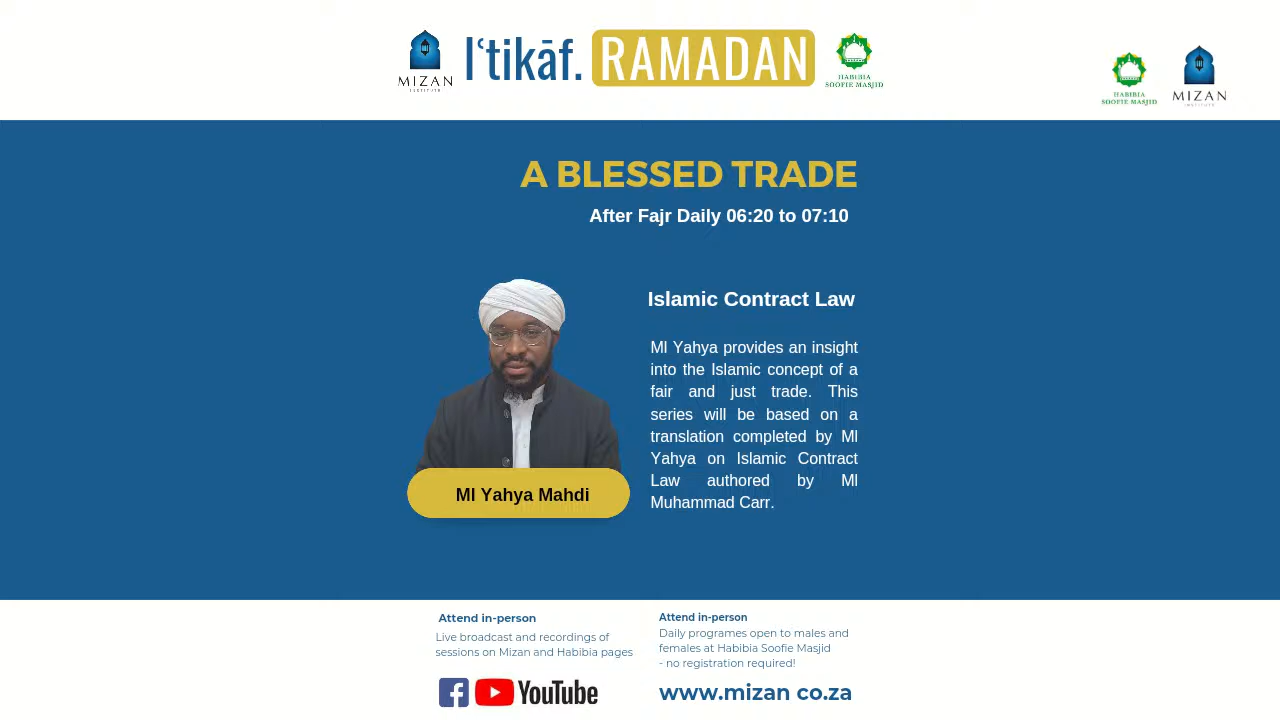 MIZAN
INSTITUTE
Iʿtikāf. RAMADAN
HABIBIA
SOOFIE MASJID
HABIBIA
SOOFIE MASJID
MIZAN
INSTITUTE
A BLESSED TRADE
After Fajr Daily 06:20 to 07:10
Islamic Contract Law
Ml Yahya provides an insight
into the Islamic concept of a
fair and just trade. This
series will be based on a
translation completed by Ml
Yahya on Islamic Contract
Law authored by Ml
Muhammad Carr.
Ml Yahya Mahdi
Attend in-person
Live broadcast and recordings of
sessions on Mizan and Habibia pages
YouTube
Attend in-person
Daily programes open to males and
females at Habibia Soofie Masjid
- no registration required!
www.mizan co.za